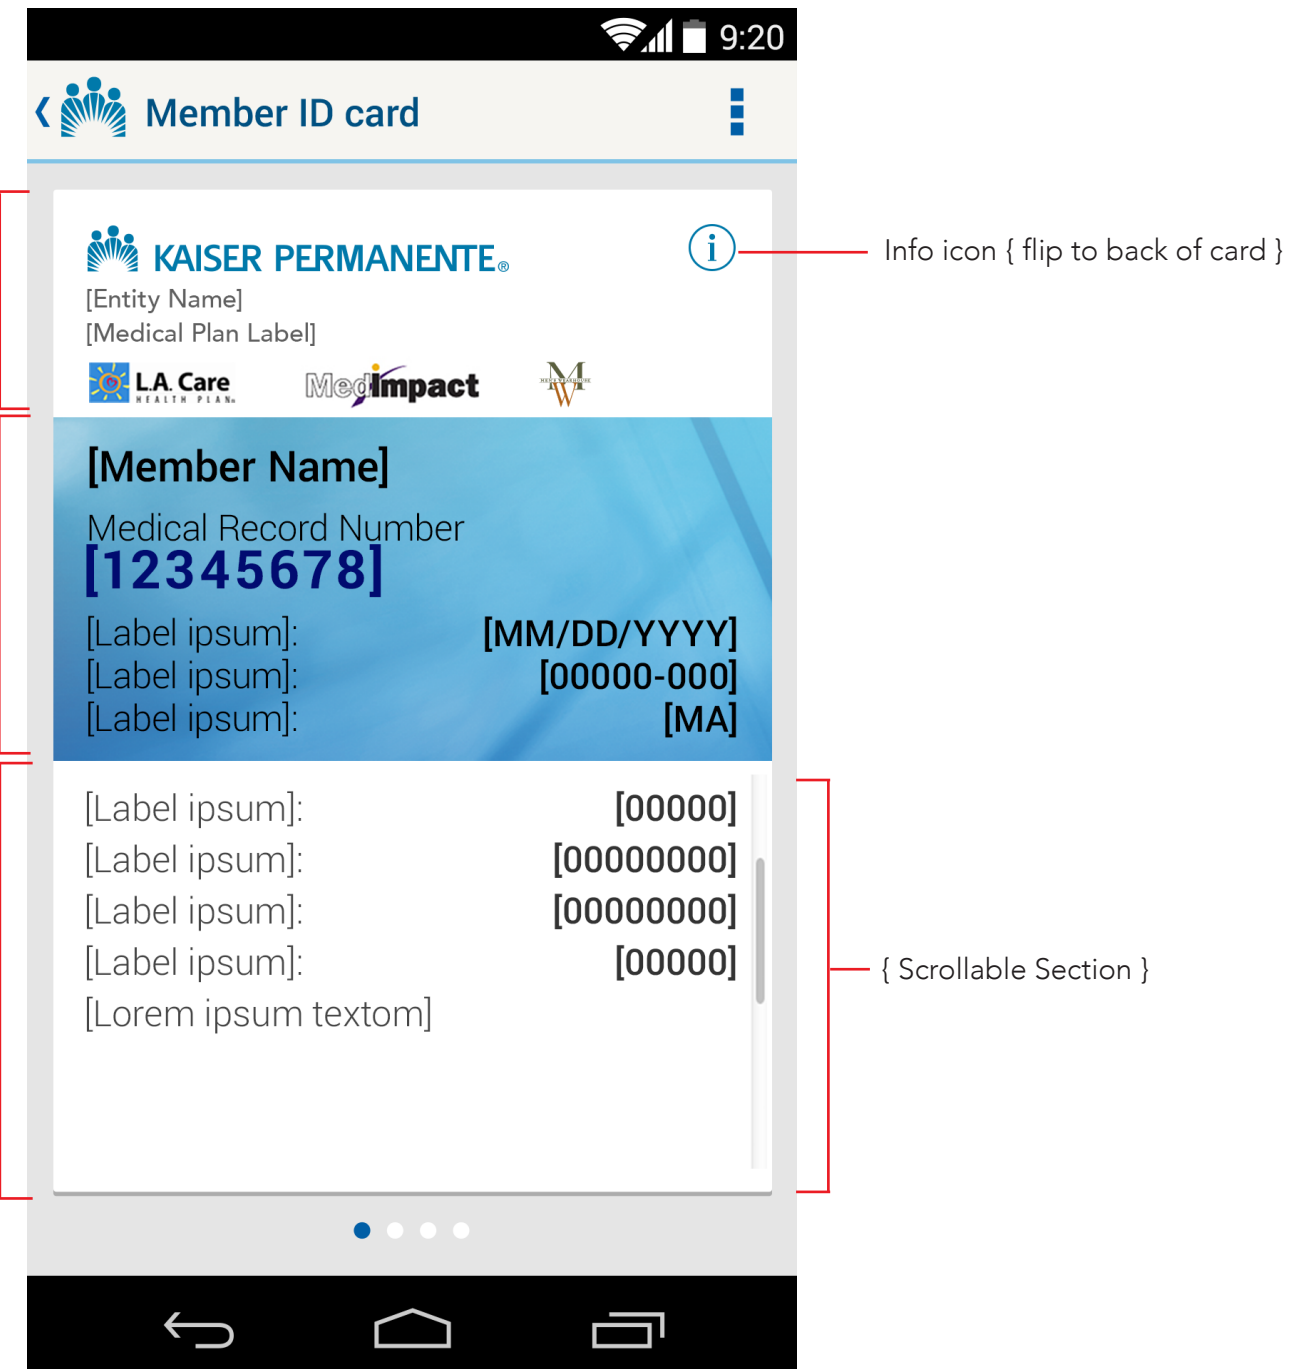 9:20
Member ID card
KAISER PERMANENTE®
Info icon { flip to back of card }
[Entity Name]
[Medical Plan Label]
L.A. Care
HEALTH PLAN®
MedImpact
MW
MEN'S WEARHOUSE
[Member Name]
Medical Record Number
[12345678]
[Label ipsum]: [MM/DD/YYYY]
[Label ipsum]: [00000-000]
[Label ipsum]: [MA]
[Label ipsum]: [00000]
[Label ipsum]: [00000000]
[Label ipsum]: [00000000]
[Label ipsum]: [00000]
{ Scrollable Section }
[Lorem ipsum textom]